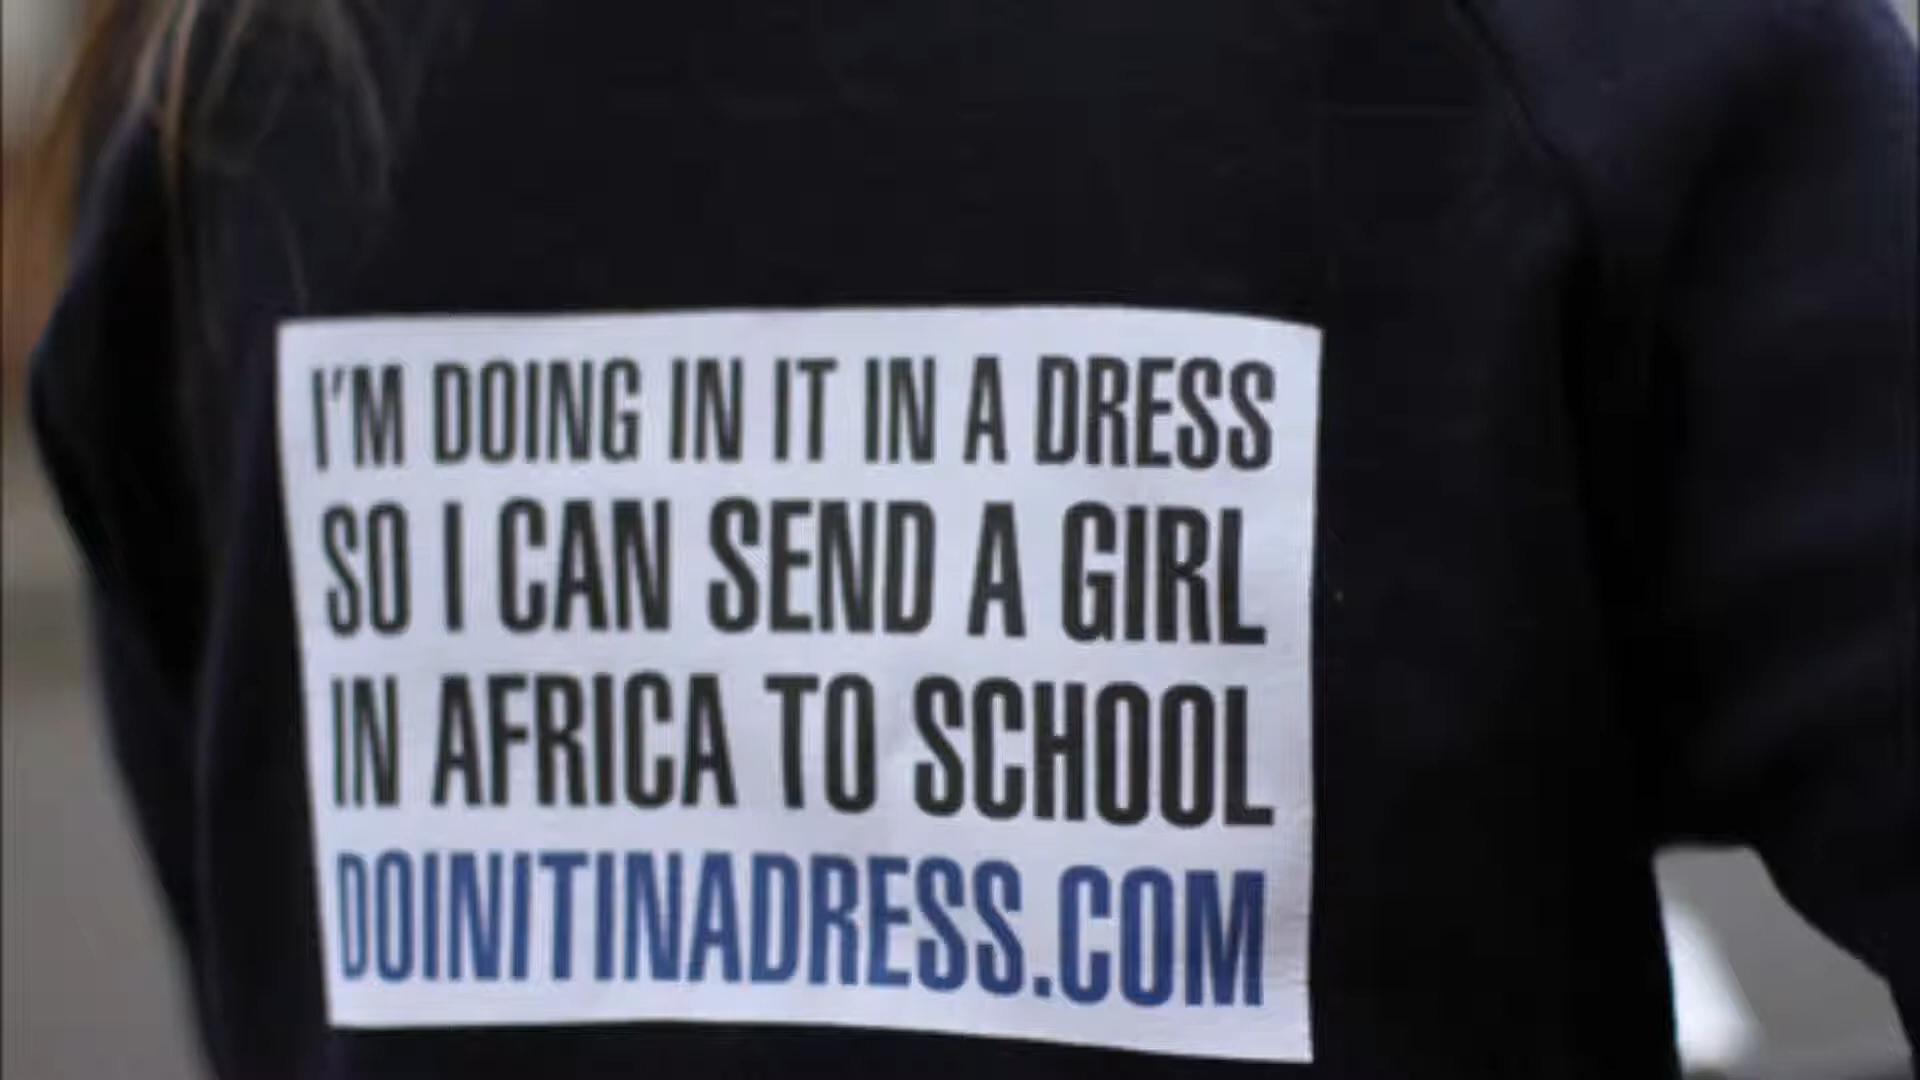 I'M DOING IN IT IN A DRESS
SO I CAN SEND A GIRL
IN AFRICA TO SCHOOL
DOINITINADRESS.COM